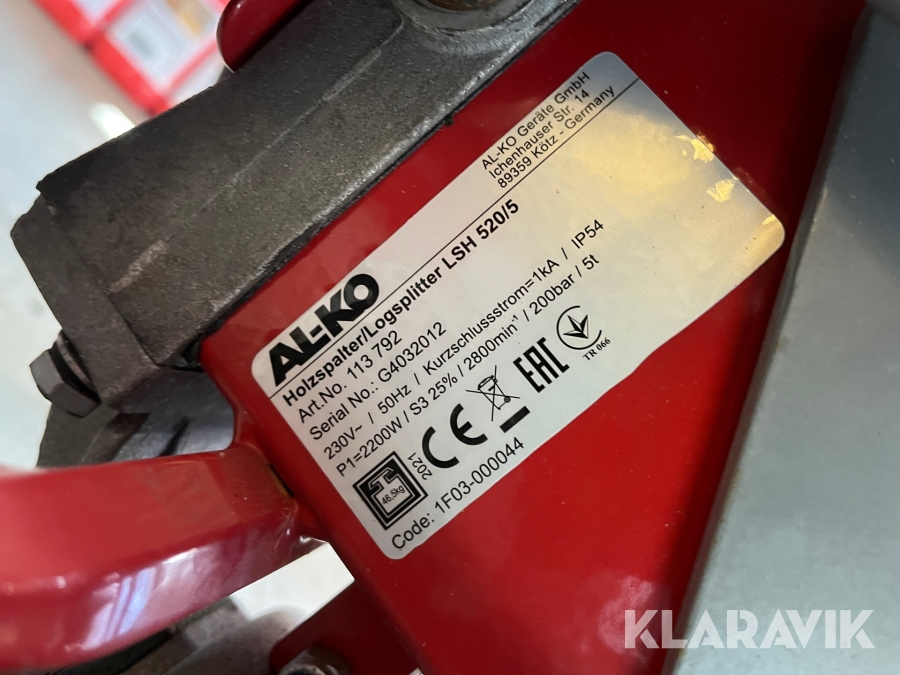 AL-KO
Holzspalter/Logsplitter LSH 520/5
Art.No. 113 792
Serial No.: G4032012
230V~ / 50Hz / Kurzschlussstrom=1kA / IP54
P1=2200W / S3 25% / 2800min⁻¹ / 200bar / 5t
46,5kg
2021
CE
EAC
TR 066
Code: 1F03-000044
AL-KO Geräte GmbH
Ichenhauser Str. 14
89359 Kötz - Germany
KLARAVIK